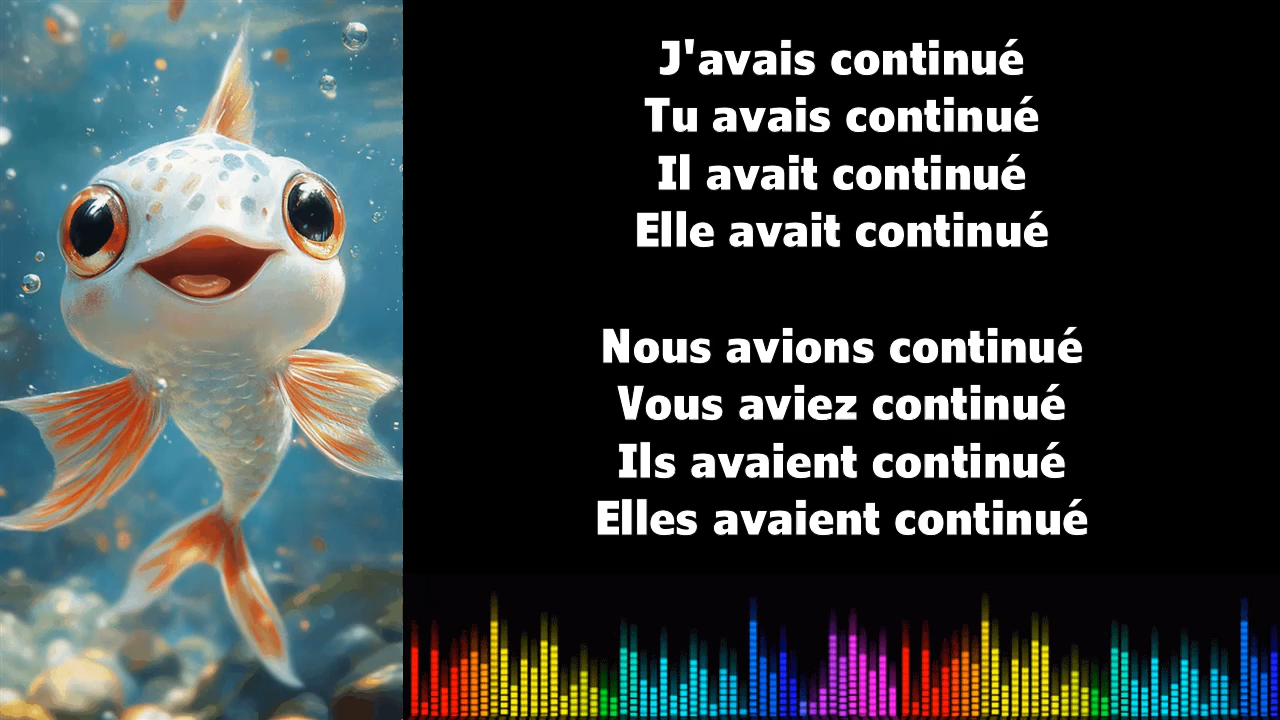 J'avais continué
Tu avais continué
Il avait continué
Elle avait continué
Nous avions continué
Vous aviez continué
Ils avaient continué
Elles avaient continué